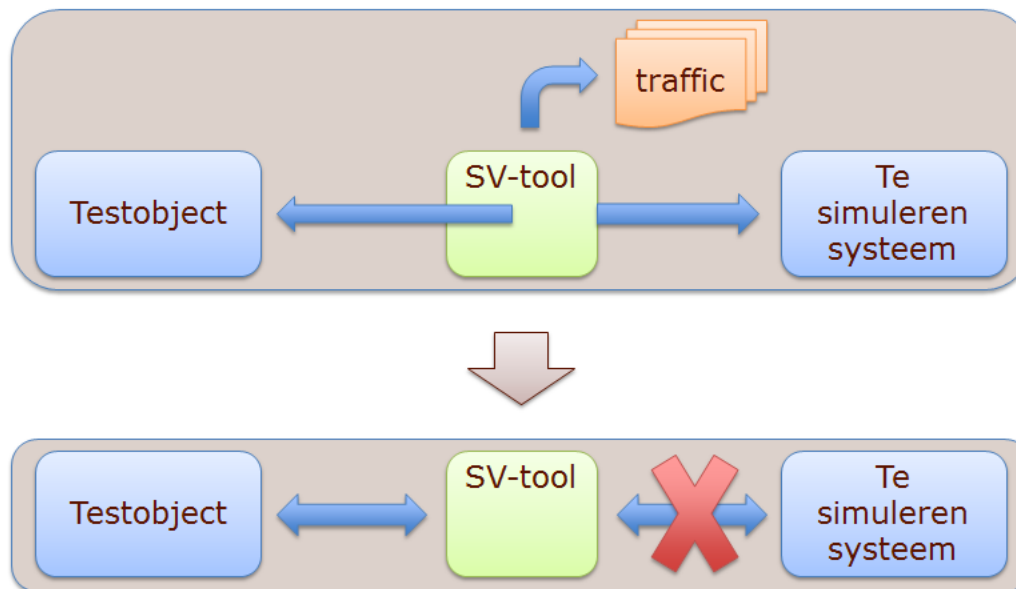 traffic
Testobject
SV-tool
Te
simuleren
systeem
Testobject
SV-tool
Te
simuleren
systeem